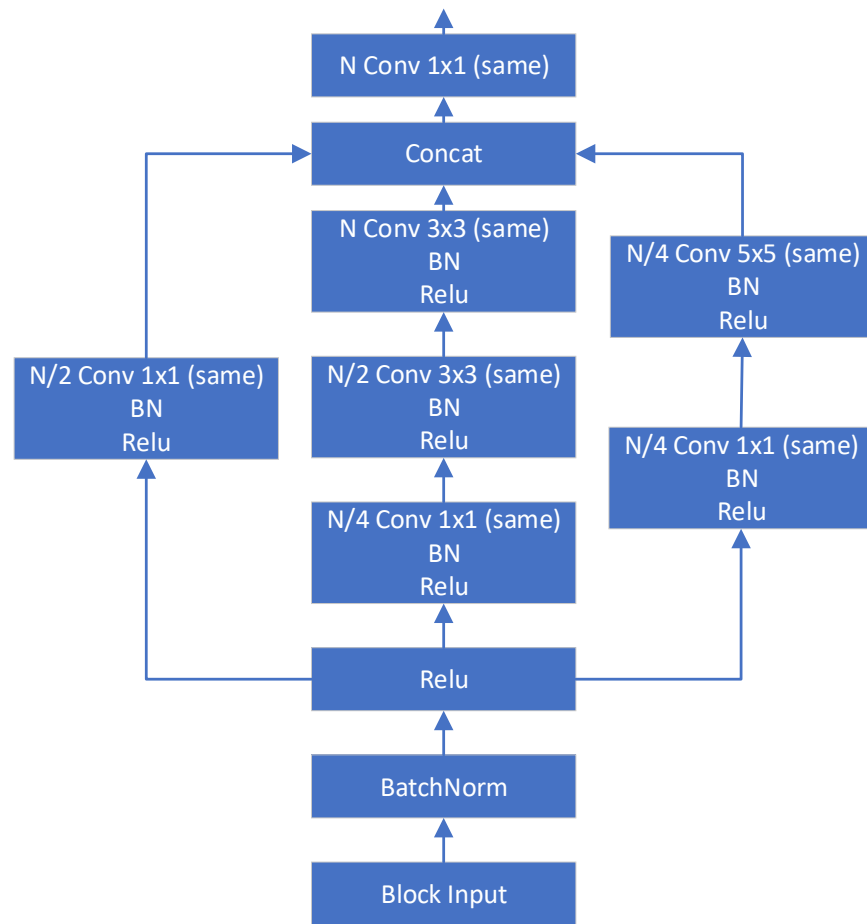 N Conv 1x1 (same)
Concat
N Conv 3x3 (same)
BN
Relu
N/4 Conv 5x5 (same)
BN
Relu
N/2 Conv 1x1 (same)
BN
Relu
N/2 Conv 3x3 (same)
BN
Relu
N/4 Conv 1x1 (same)
BN
Relu
N/4 Conv 1x1 (same)
BN
Relu
Relu
BatchNorm
Block Input